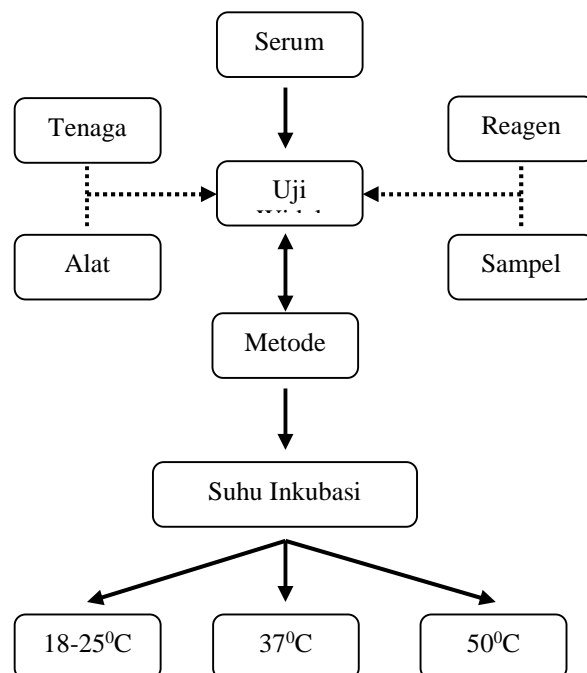 Serum
Tenaga
Reagen
Uji
Alat
Sampel
Metode
Suhu Inkubasi
18-25⁰C
37⁰C
50⁰C